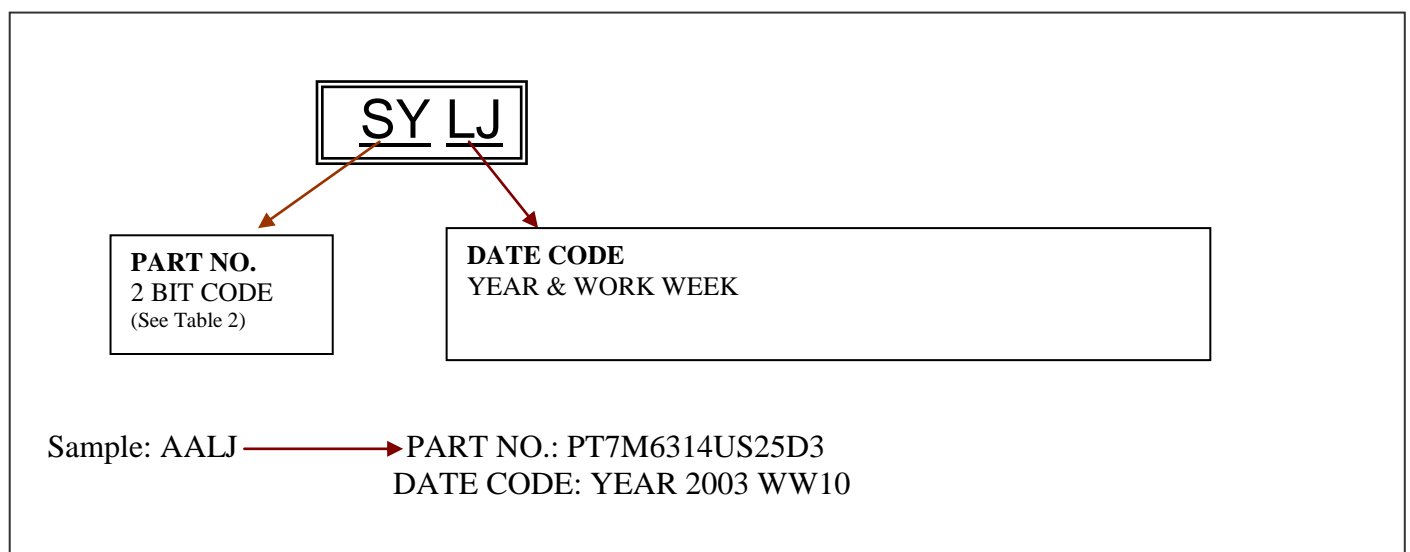 SY LJ
PART NO.
2 BIT CODE
(See Table 2)
DATE CODE
YEAR & WORK WEEK
Sample: AALJ PART NO.: PT7M6314US25D3
DATE CODE: YEAR 2003 WW10